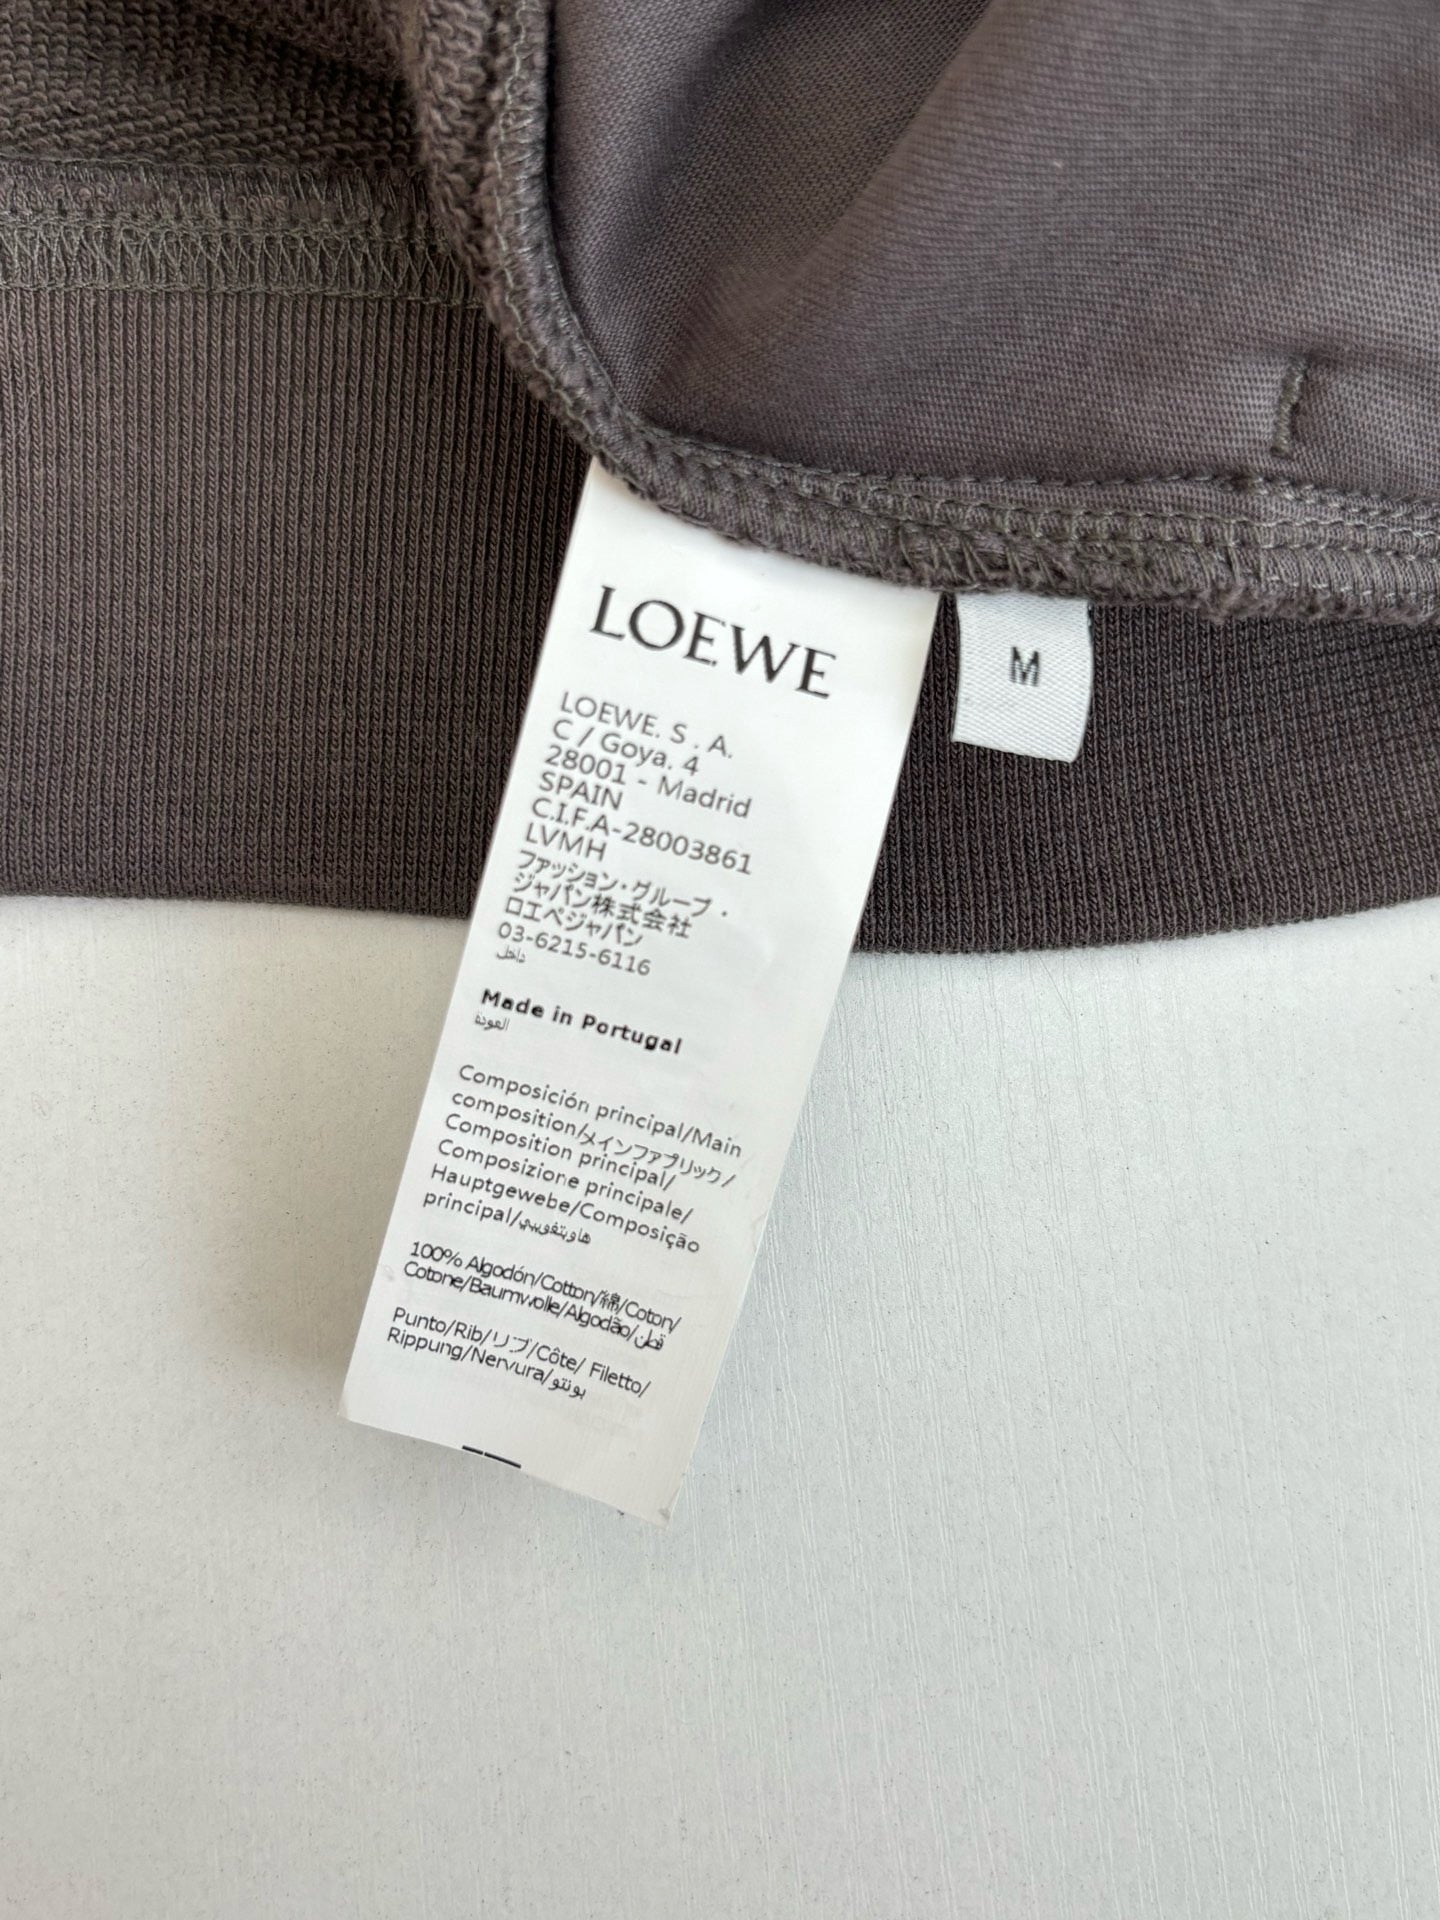 LOEWE
M
LOEWE. S . A.
C / Goya. 4
28001 - Madrid
SPAIN
C.I.F.A-28003861
LVMH
ファッション・グループ・
ジャパン株式会社
ロエベジャパン
03-6215-6116
داخل
Made in Portugal
العودة
Composición principal/Main
composition/メインファブリック/
Composition principal/
Composizione principale/
Hauptgewebe/Composição
principal/
100% Algodón/Cotton/綿/Coton/
Cotone/Baumwolle/Algodão/
Punto/Rib/リブ/Côte/ Filetto/
Rippung/Nervura/بونتو